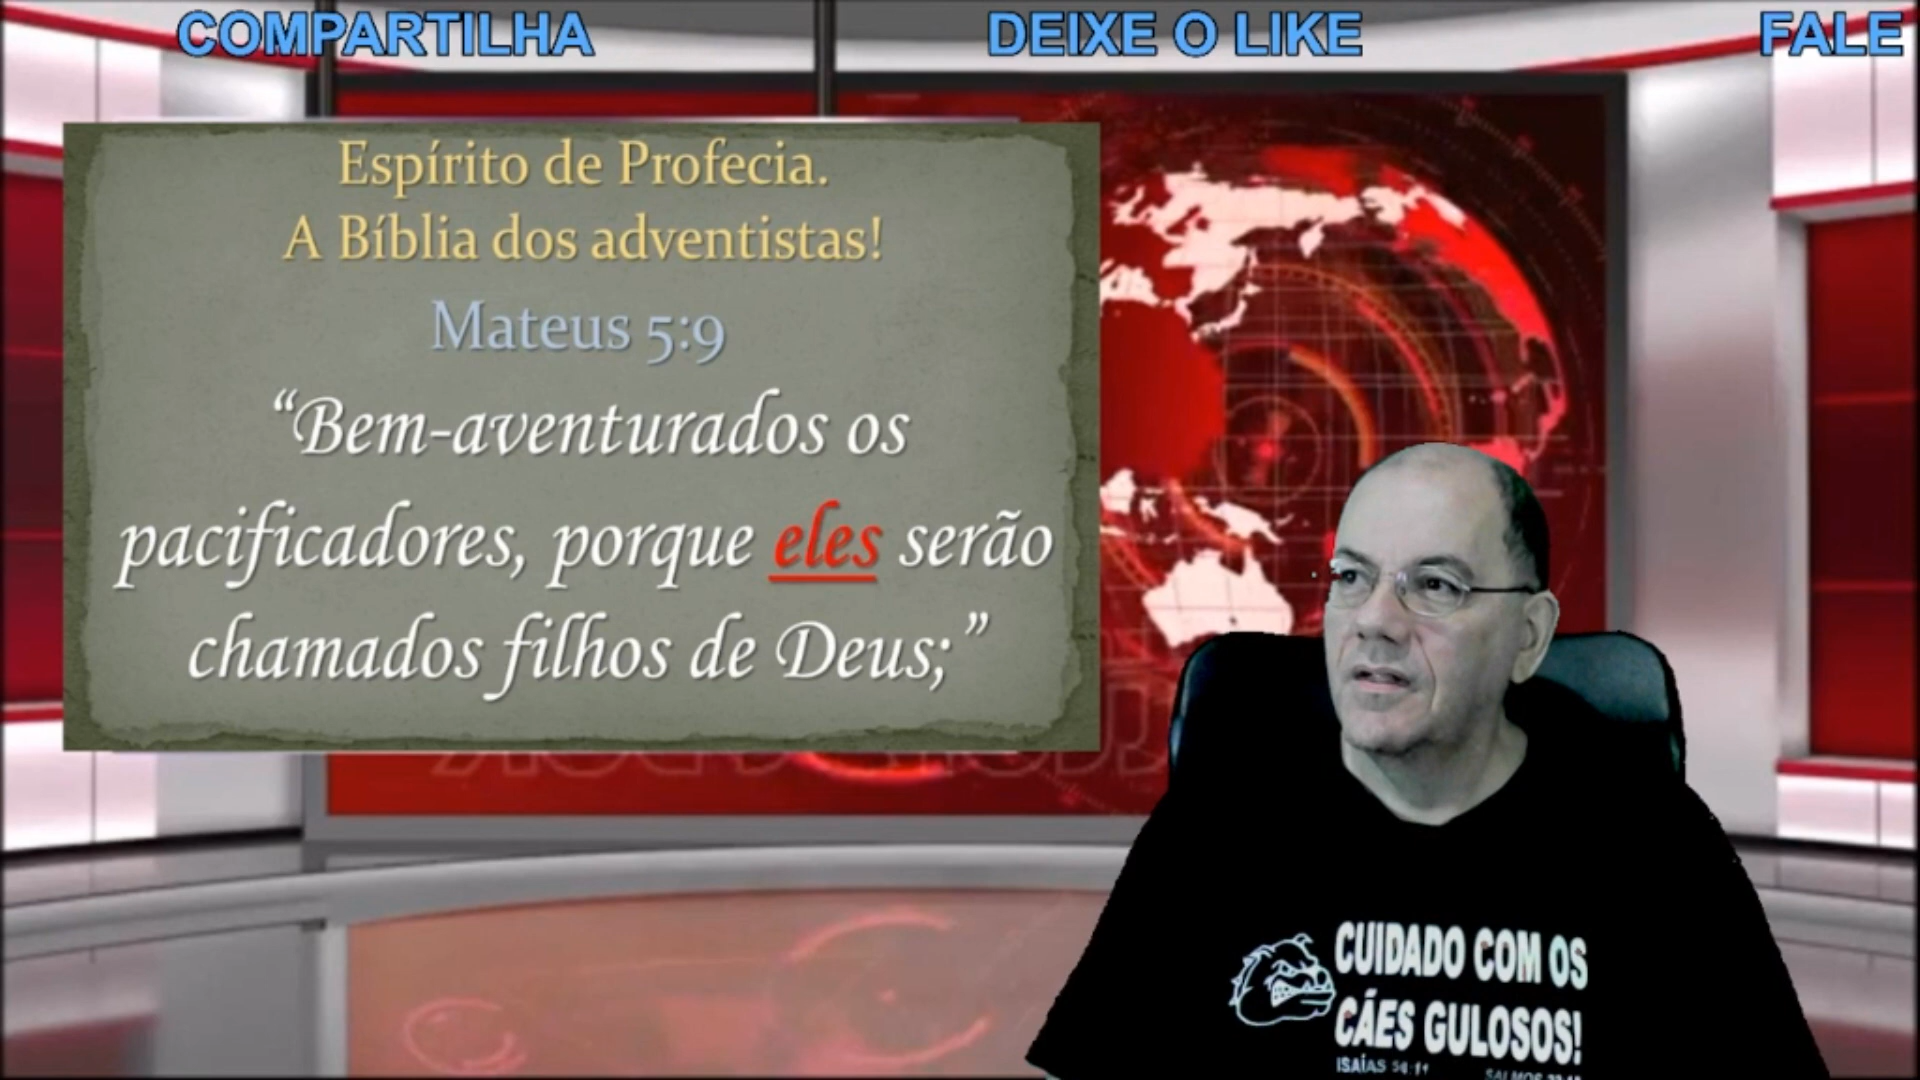 COMPARTILHA DEIXE O LIKE FALE
Espírito de Profecia.
A Bíblia dos adventistas!
Mateus 5:9
“Bem-aventurados os
pacificadores, porque eles serão
chamados filhos de Deus;”
CUIDADO COM OS
CÁES GULOSOS!
ISAÍAS
SALMOS